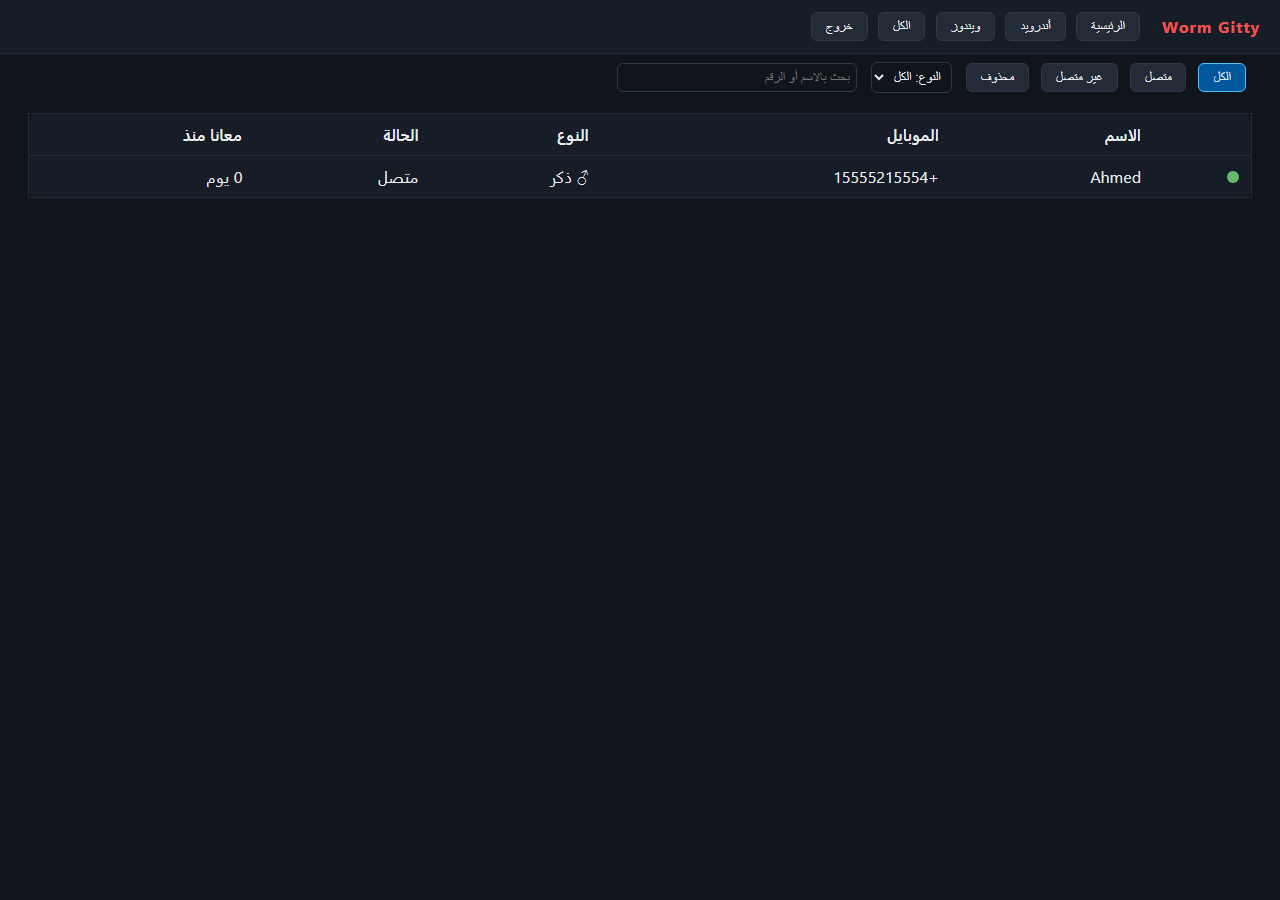 Worm Gitty الرئيسية أندرويد ويندوز الكل خروج
الكل متصل غير متصل محذوف النوع: الكل بحث بالاسم أو الرقم
الاسم الموبايل النوع الحالة معانا منذ
Ahmed 15555215554+ ♂ ذكر متصل 0 يوم